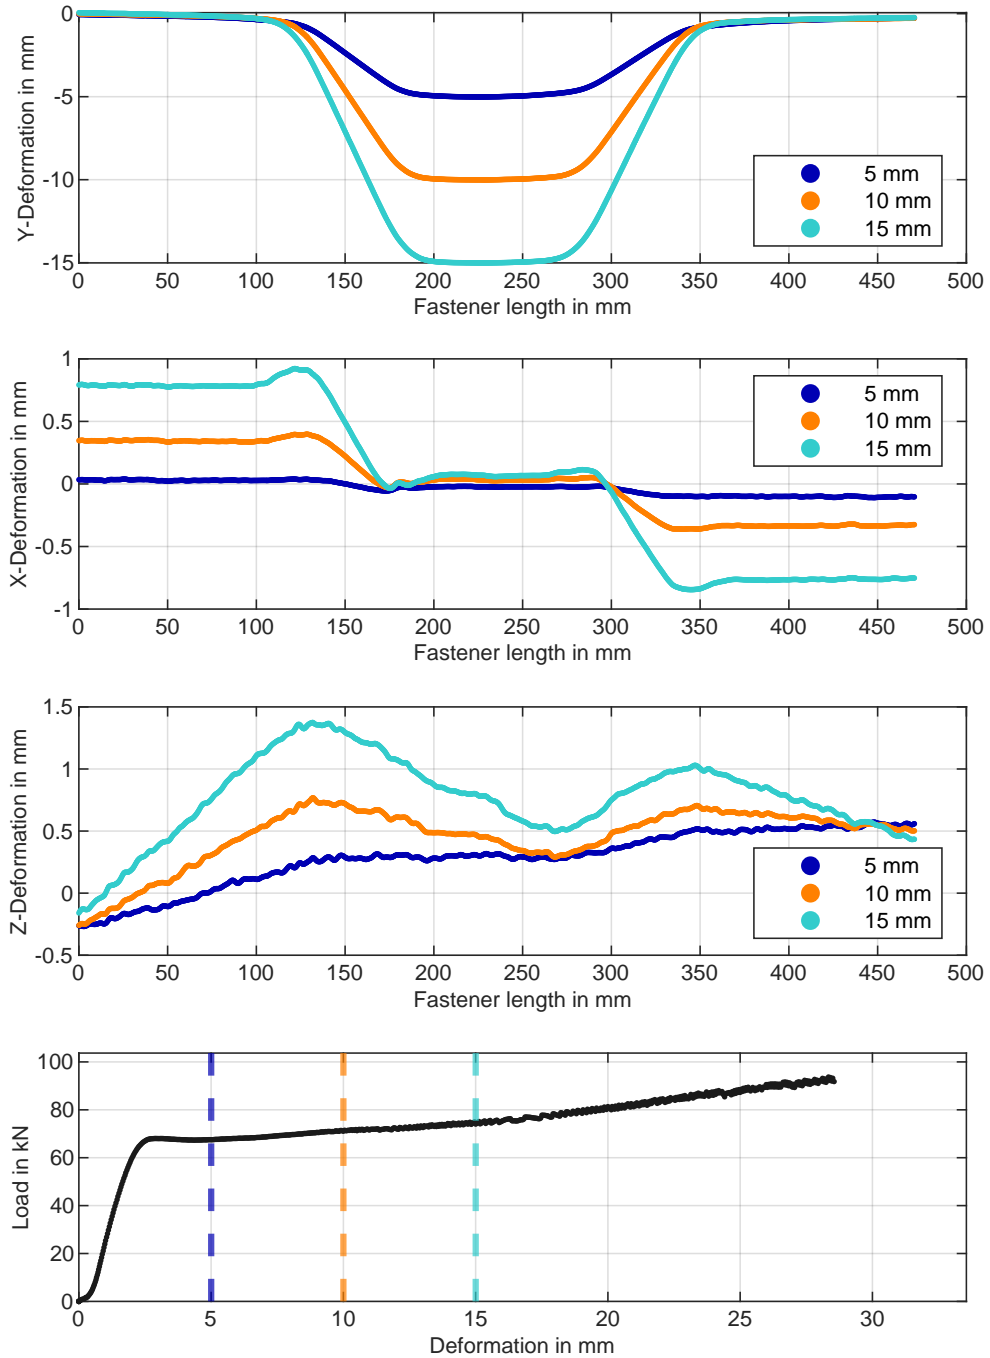 0
-5
-10
-15
Y-Deformation in mm
5 mm
10 mm
15 mm
0 50 100 150 200 250 300 350 400 450 500
Fastener length in mm
1
0.5
0
-0.5
-1
X-Deformation in mm
5 mm
10 mm
15 mm
0 50 100 150 200 250 300 350 400 450 500
Fastener length in mm
1.5
1
0.5
0
-0.5
Z-Deformation in mm
5 mm
10 mm
15 mm
0 50 100 150 200 250 300 350 400 450 500
Fastener length in mm
100
80
60
40
20
0
Load in kN
0 5 10 15 20 25 30
Deformation in mm